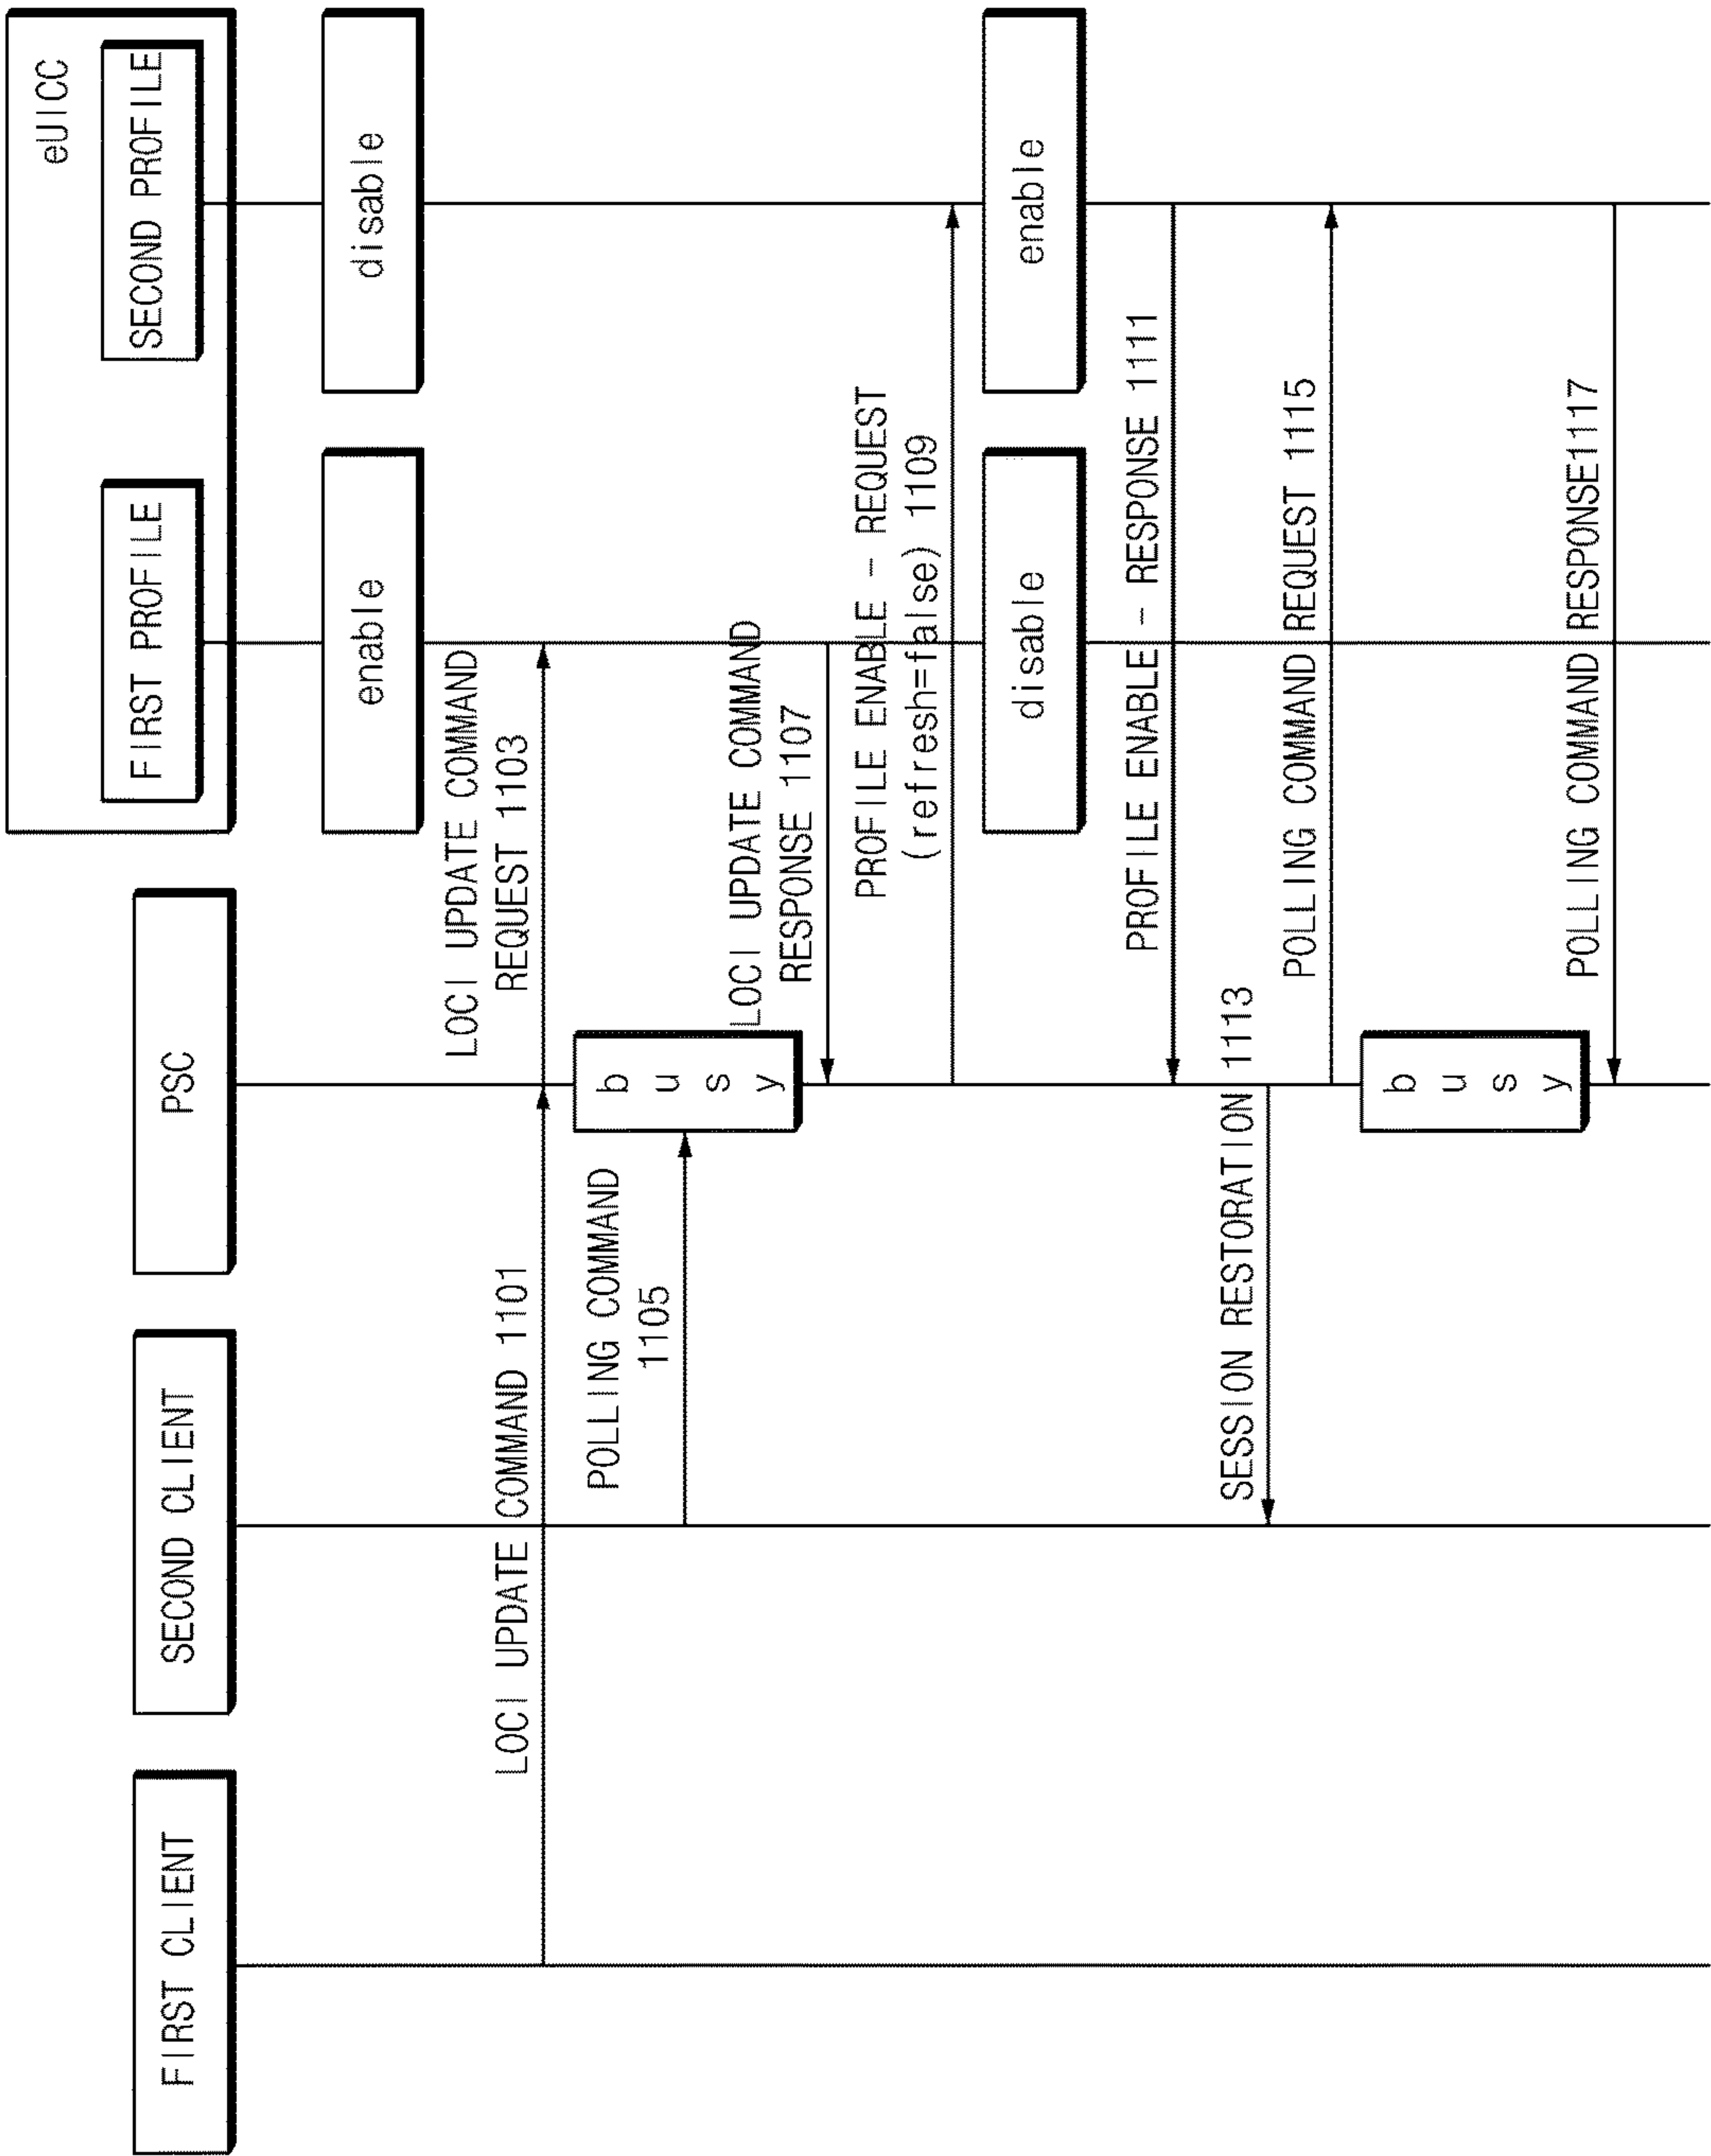 FIRST CLIENT
SECOND CLIENT
PSC
eUICC
FIRST PROFILE
SECOND PROFILE
enable
disable
LOCI UPDATE COMMAND 1101
LOCI UPDATE COMMAND
REQUEST 1103
POLLING COMMAND
1105
busy
LOCI UPDATE COMMAND
RESPONSE 1107
PROFILE ENABLE - REQUEST
(refresh=false) 1109
disable
enable
PROFILE ENABLE - RESPONSE 1111
SESSION RESTORATION 1113
POLLING COMMAND REQUEST 1115
busy
POLLING COMMAND RESPONSE1117